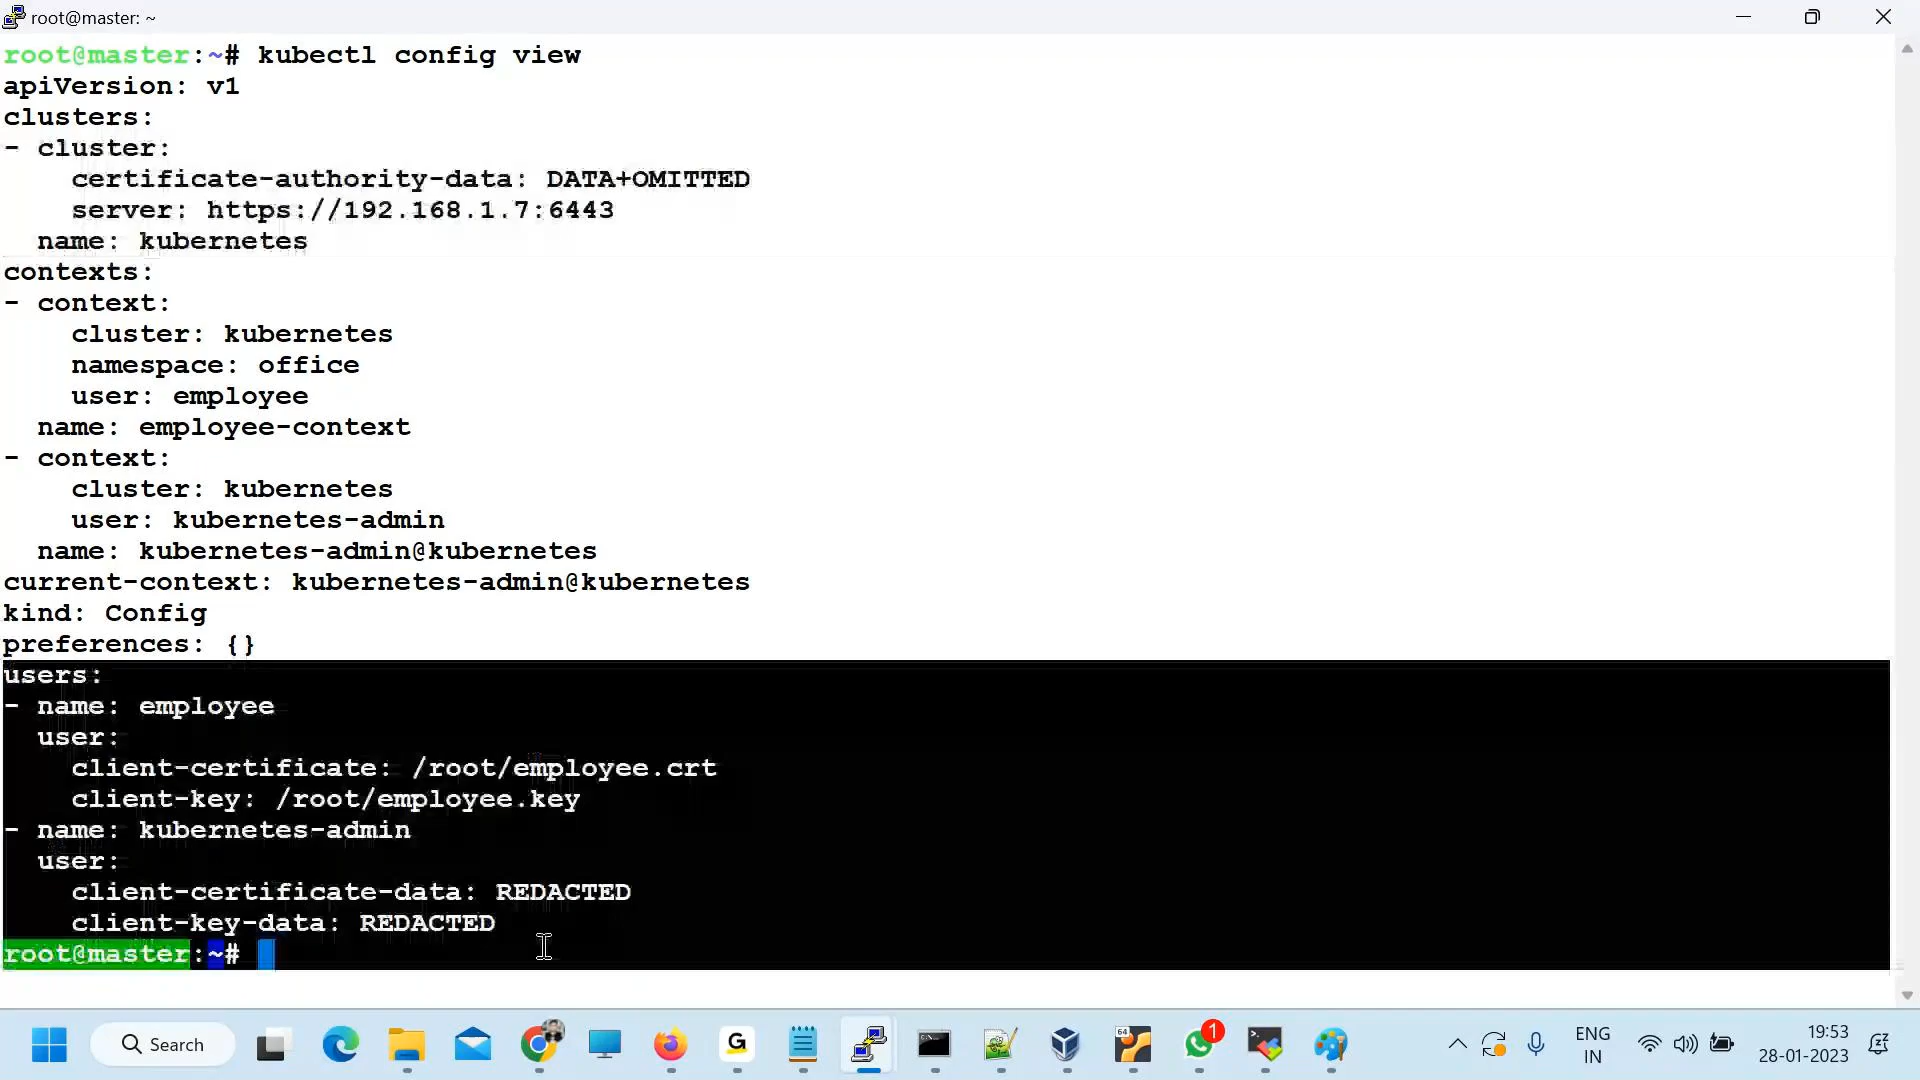 root@master: ~
root@master:~# kubectl config view
apiVersion: v1
clusters:
- cluster:
    certificate-authority-data: DATA+OMITTED
    server: https://192.168.1.7:6443
  name: kubernetes
contexts:
- context:
    cluster: kubernetes
    namespace: office
    user: employee
  name: employee-context
- context:
    cluster: kubernetes
    user: kubernetes-admin
  name: kubernetes-admin@kubernetes
current-context: kubernetes-admin@kubernetes
kind: Config
preferences: {}
users:
- name: employee
  user:
    client-certificate: /root/employee.crt
    client-key: /root/employee.key
- name: kubernetes-admin
  user:
    client-certificate-data: REDACTED
    client-key-data: REDACTED
root@master:~#
Search
G
64
1
ENG
IN
19:53
28-01-2023